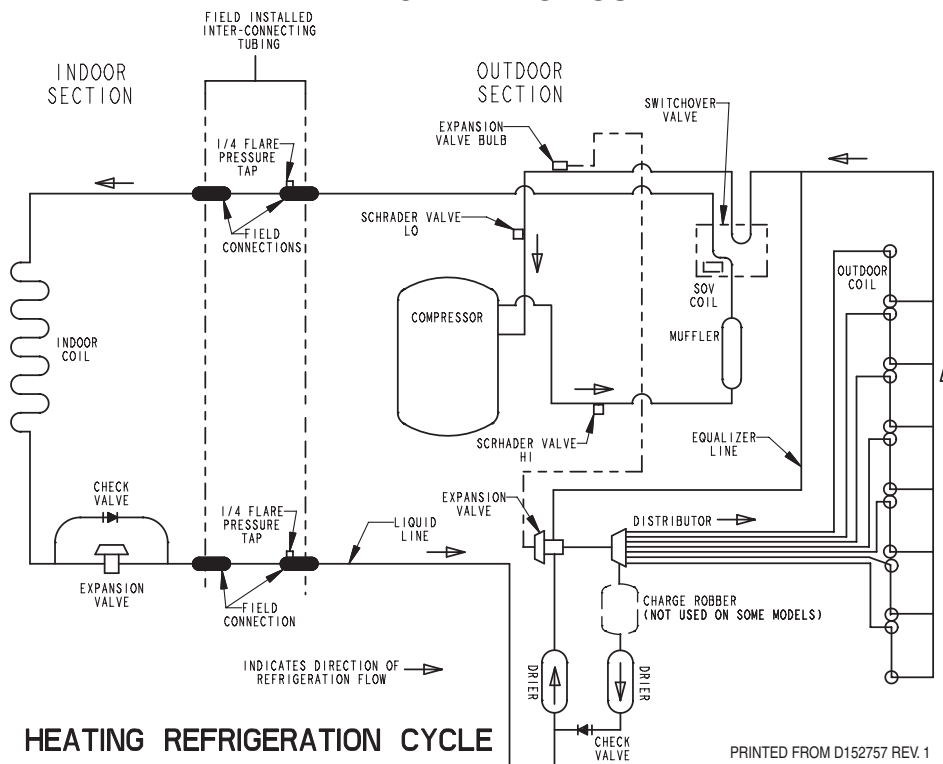 FIELD INSTALLED
INTER-CONNECTING
TUBING
INDOOR
SECTION
OUTDOOR
SECTION
SWITCHOVER
VALVE
EXPANSION
VALVE BULB
1/4 FLARE
PRESSURE
TAP
SCHRADER VALVE
LO
FIELD
CONNECTIONS
OUTDOOR
COIL
SOV
COIL
COMPRESSOR
MUFFLER
INDOOR
COIL
SCRHADER VALVE
HI
EQUALIZER
LINE
CHECK
VALVE
1/4 FLARE
PRESSURE
TAP
LIQUID
LINE
EXPANSION
VALVE
DISTRIBUTOR
EXPANSION
VALVE
FIELD
CONNECTION
CHARGE ROBBER
(NOT USED ON SOME MODELS)
INDICATES DIRECTION OF
REFRIGERATION FLOW
DRIER
DRIER
HEATING REFRIGERATION CYCLE
CHECK
VALVE
PRINTED FROM D152757 REV. 1